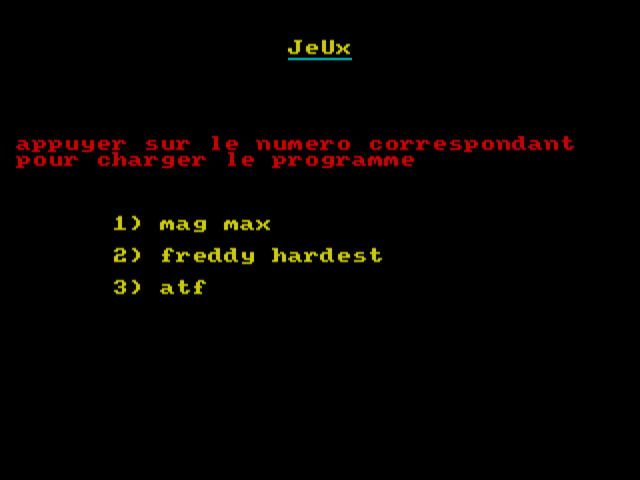 JeUx
appuyer sur le numero correspondant
pour charger le programme
1) mag max
2) freddy hardest
3) atf